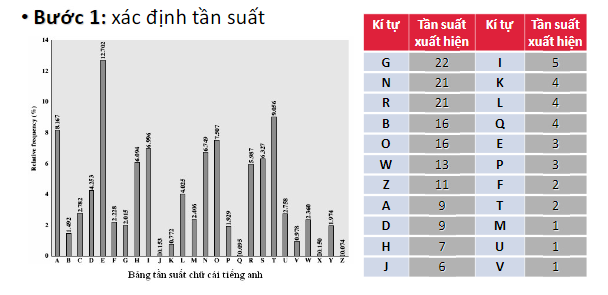 • Bước 1: xác định tần suất
14
12
10
8
6
4
2
0
Relative frequency (%)
8.167
1.492
2.782
4.253
12.702
2.228
2.015
6.094
6.996
0.153
0.772
4.025
2.406
6.749
7.507
1.929
0.095
5.987
6.327
9.056
2.758
0.978
2.360
0.150
1.974
0.074
A B C D E F G H I J K L M N O P Q R S T U V W X Y Z
Bảng tần suất chữ cái tiếng anh
Kí tự Tần suất xuất hiện Kí tự Tần suất xuất hiện
G 22 I 5
N 21 K 4
R 21 L 4
B 16 Q 4
O 16 E 3
W 13 P 3
Z 11 F 2
A 9 T 2
D 9 M 1
H 7 U 1
J 6 V 1